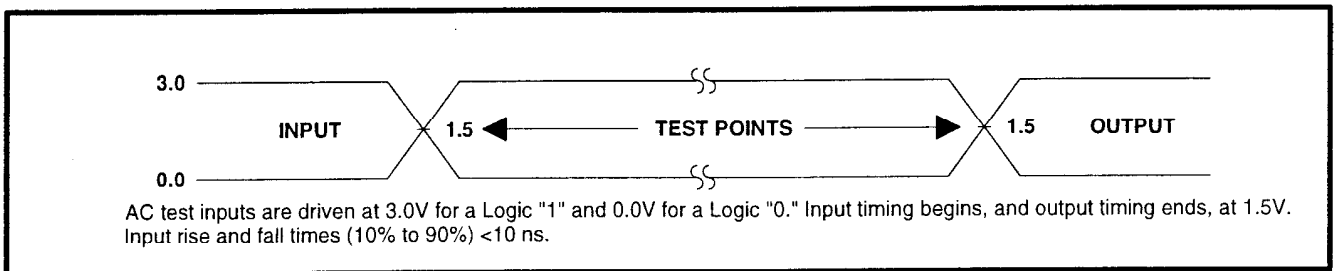 3.0
INPUT 1.5 TEST POINTS 1.5 OUTPUT
0.0
AC test inputs are driven at 3.0V for a Logic "1" and 0.0V for a Logic "0." Input timing begins, and output timing ends, at 1.5V.
Input rise and fall times (10% to 90%) <10 ns.